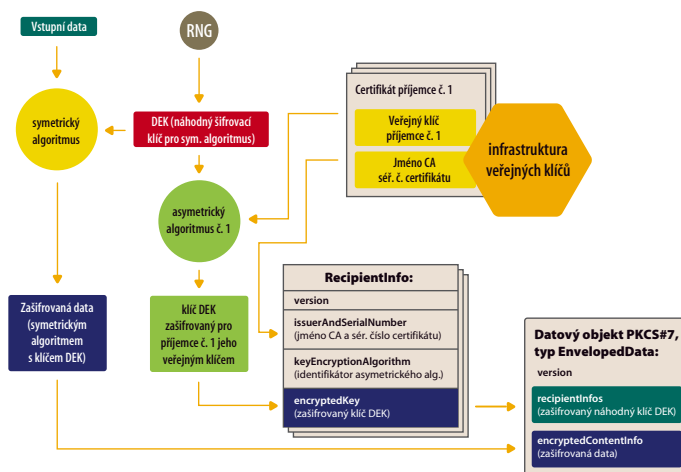 Vstupní data
RNG
symetrický
algoritmus
DEK (náhodný šifrovací
klíč pro sym. algoritmus)
Certifikát příjemce č. 1
Veřejný klíč
příjemce č. 1
Jméno CA
séř. č. certifikátu
infrastruktura
veřejných klíčů
asymetrický
algoritmus č. 1
Zašifrovaná data
(symetrickým
algoritmem
s klíčem DEK)
klíč DEK
zašifrovaný pro
příjemce č. 1 jeho
veřejným klíčem
RecipientInfo:
version
issuerAndSerialNumber
(jméno CA a sér. číslo certifikátu)
keyEncryptionAlgorithm
(identifikátor asymetrického alg.)
encryptedKey
(zašifrovaný klíč DEK)
Datový objekt PKCS#7,
typ EnvelopedData:
version
recipientInfos
(zašifrovaný náhodný klíč DEK)
encryptedContentInfo
(zašifrovaná data)